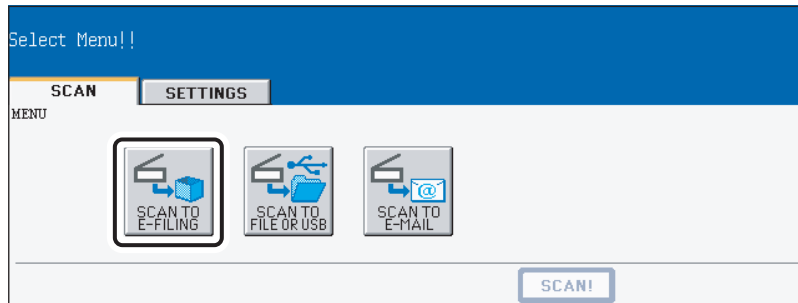 Select Menu!!
SCAN
SETTINGS
MENU
SCAN TO
E-FILING
SCAN TO
FILE OR USB
SCAN TO
E-MAIL
@
SCAN!